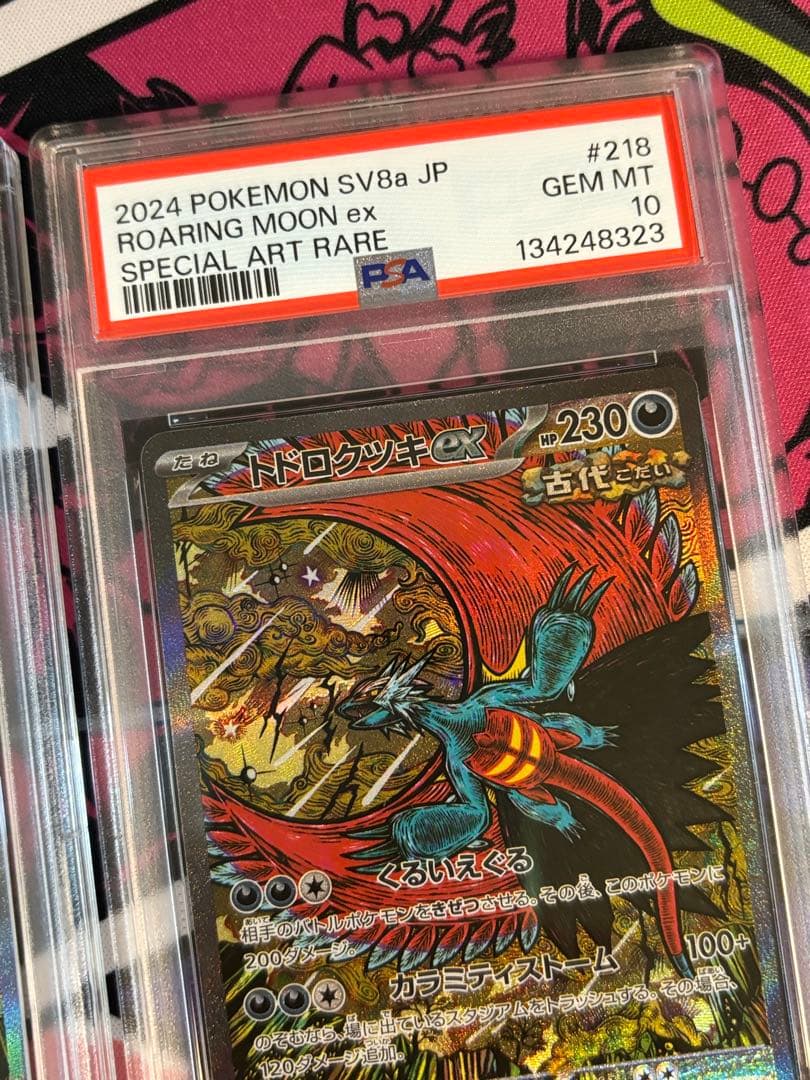 2024 POKEMON SV8a JP
#218
ROARING MOON ex
GEM MT
SPECIAL ART RARE
10
134248323
PSA
たね
トドロクツキex
HP230
古代 こだい
くるいえぐる
相手のバトルポケモンをきぜつさせる。その後、このポケモンに
200ダメージ。
カラミティストーム 100+
のぞむなら、場に出ているスタジアムをトラッシュする。その場合、
120ダメージ追加。